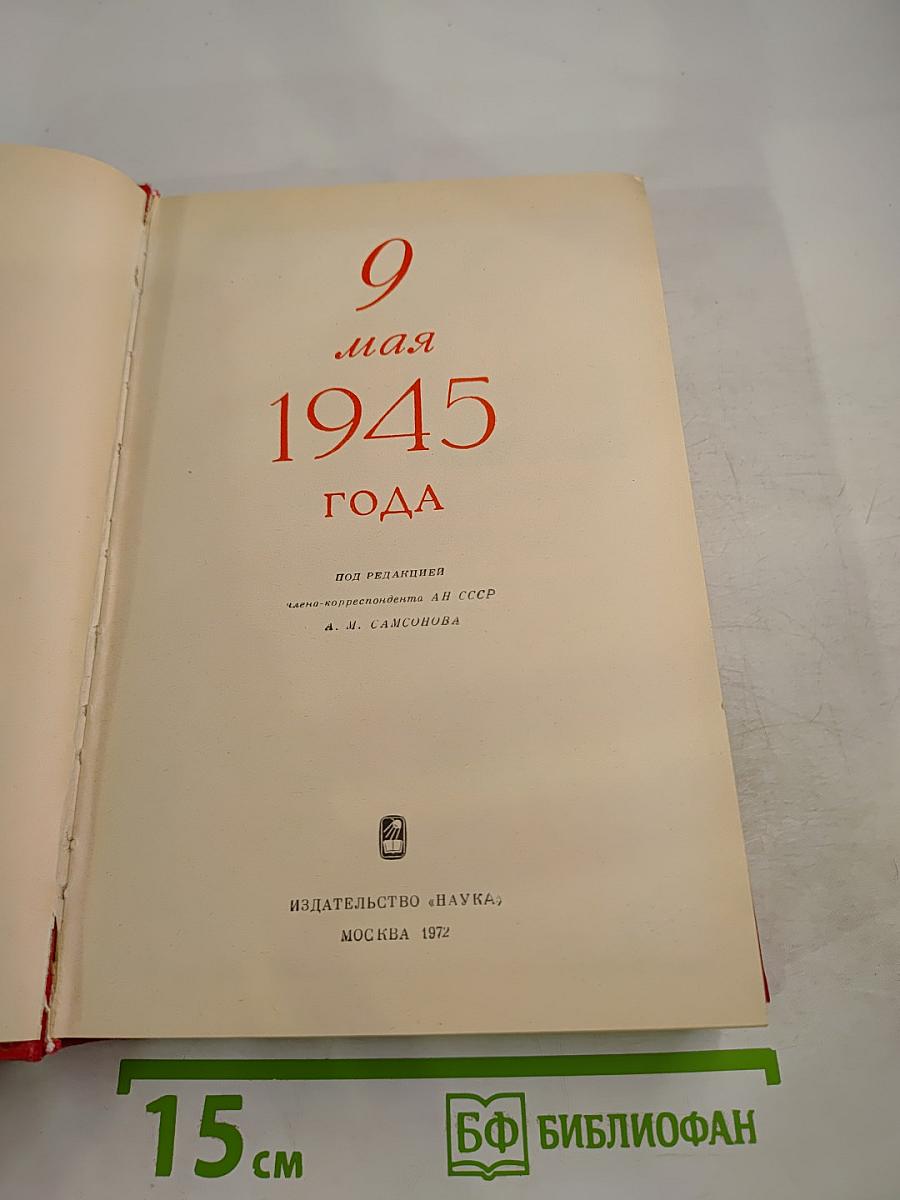 9
мая
1945
ГОДА
ПОД РЕДАКЦИЕЙ
члена-корреспондента АН СССР
А. М. САМСОНОВА
ИЗДАТЕЛЬСТВО «НАУКА»
МОСКВА 1972
15 см
БФ БИБЛИОФАН